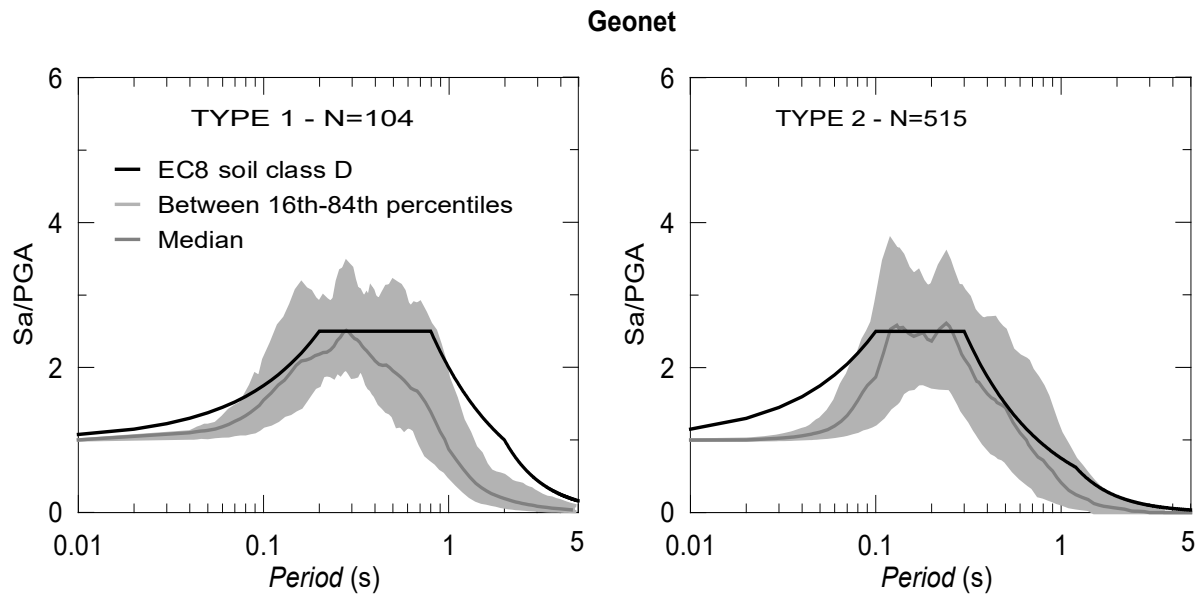 Geonet
TYPE 1 - N=104
EC8 soil class D
Between 16th-84th percentiles
Median
Sa/PGA
6
4
2
0
0.01
0.1
1
5
Period (s)
TYPE 2 - N=515
Sa/PGA
6
4
2
0
0.01
0.1
1
5
Period (s)